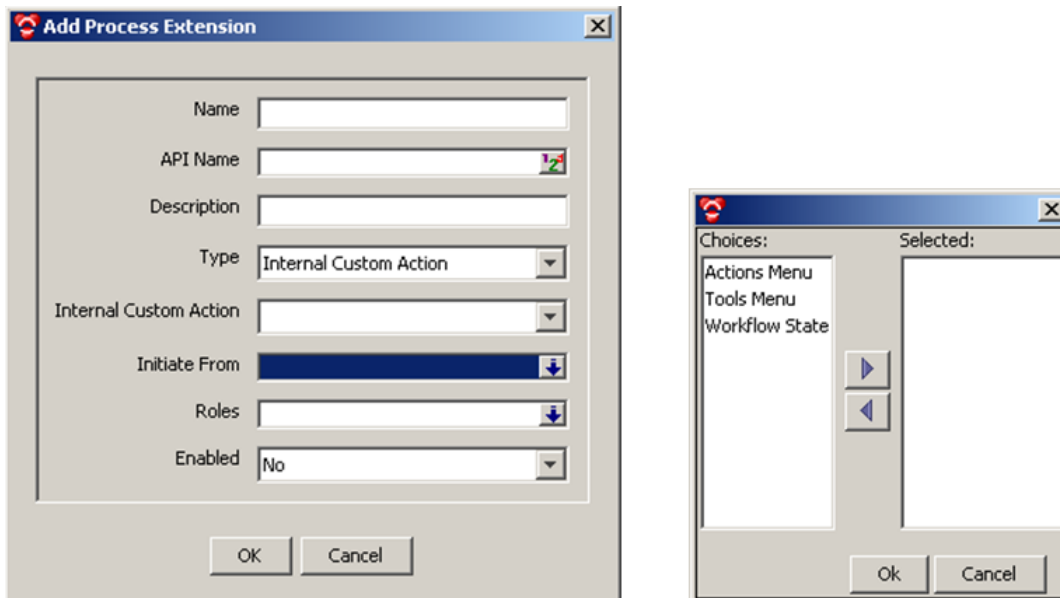 Add Process Extension
Name
API Name
Description
Type Internal Custom Action
Internal Custom Action
Initiate From
Roles
Enabled No
OK Cancel
Choices: Selected:
Actions Menu
Tools Menu
Workflow State
Ok Cancel